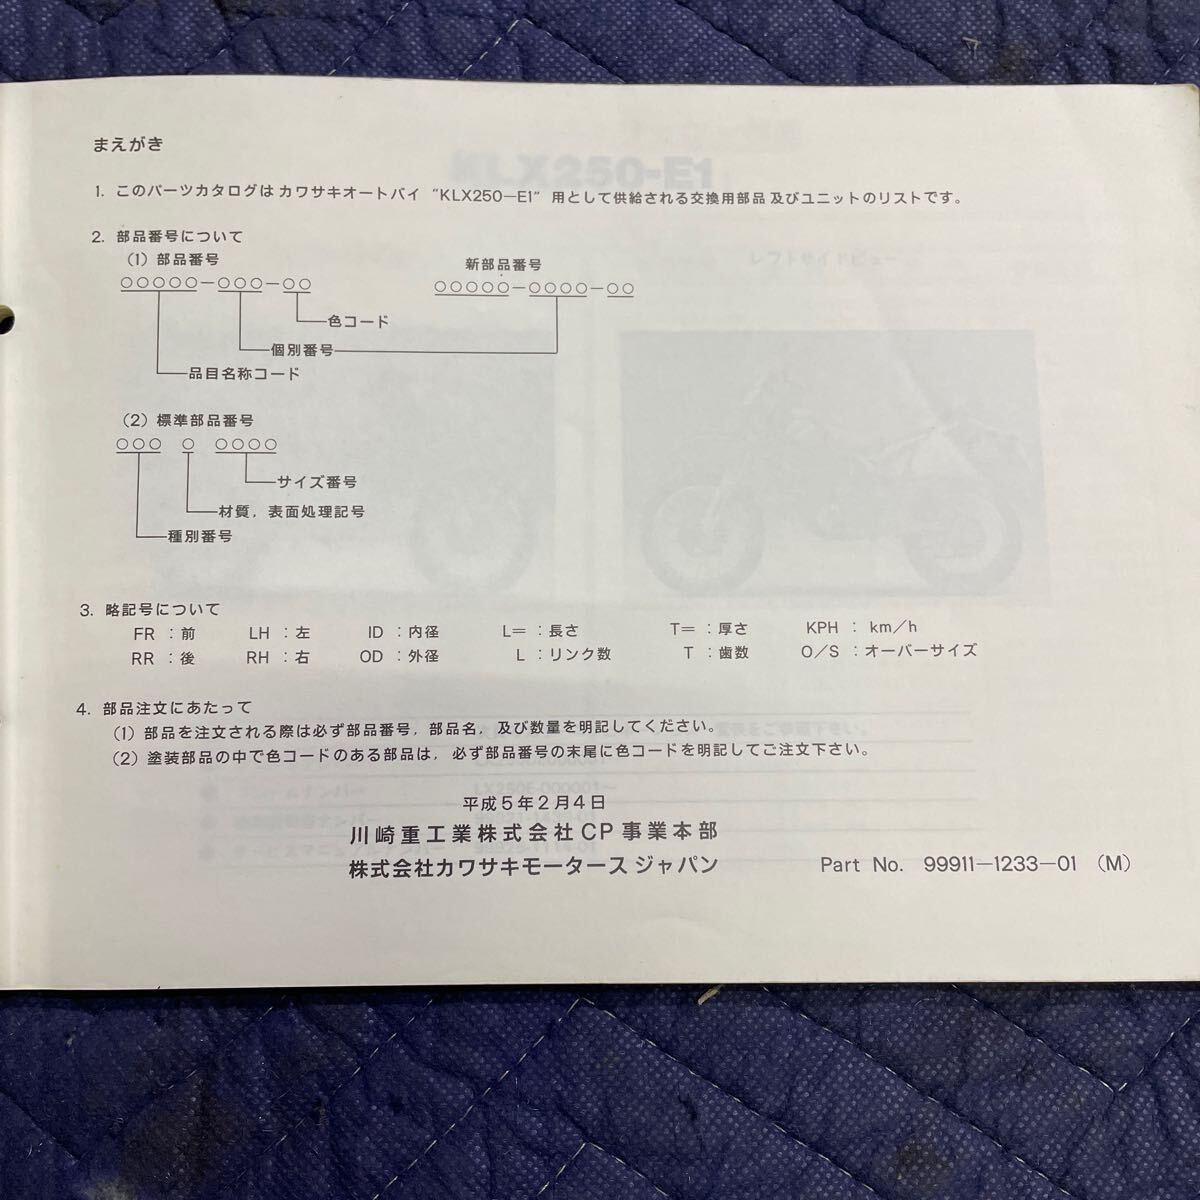 まえがき
1. このパーツカタログはカワサキオートバイ “KLX250−E1” 用として供給される交換用部品及びユニットのリストです。
2. 部品番号について
(1) 部品番号
新部品番号
○○○○○−○○○−○○
○○○○○−○○○○−○○
色コード
個別番号
品目名称コード
(2) 標準部品番号
○○○ ○ ○○○○
サイズ番号
材質，表面処理記号
種別番号
3. 略記号について
FR : 前 LH : 左 ID : 内径 L= : 長さ T= : 厚さ KPH : km/h
RR : 後 RH : 右 OD : 外径 L : リンク数 T : 歯数 O/S : オーバーサイズ
4. 部品注文にあたって
(1) 部品を注文される際は必ず部品番号，部品名，及び数量を明記してください。
(2) 塗装部品の中で色コードのある部品は，必ず部品番号の末尾に色コードを明記してご注文下さい。
平成5年2月4日
川崎重工業株式会社CP事業本部
株式会社カワサキモータースジャパン
Part No. 99911−1233−01 (M)
KLX250-E1
レフトサイドビュー
LX250E-000001~